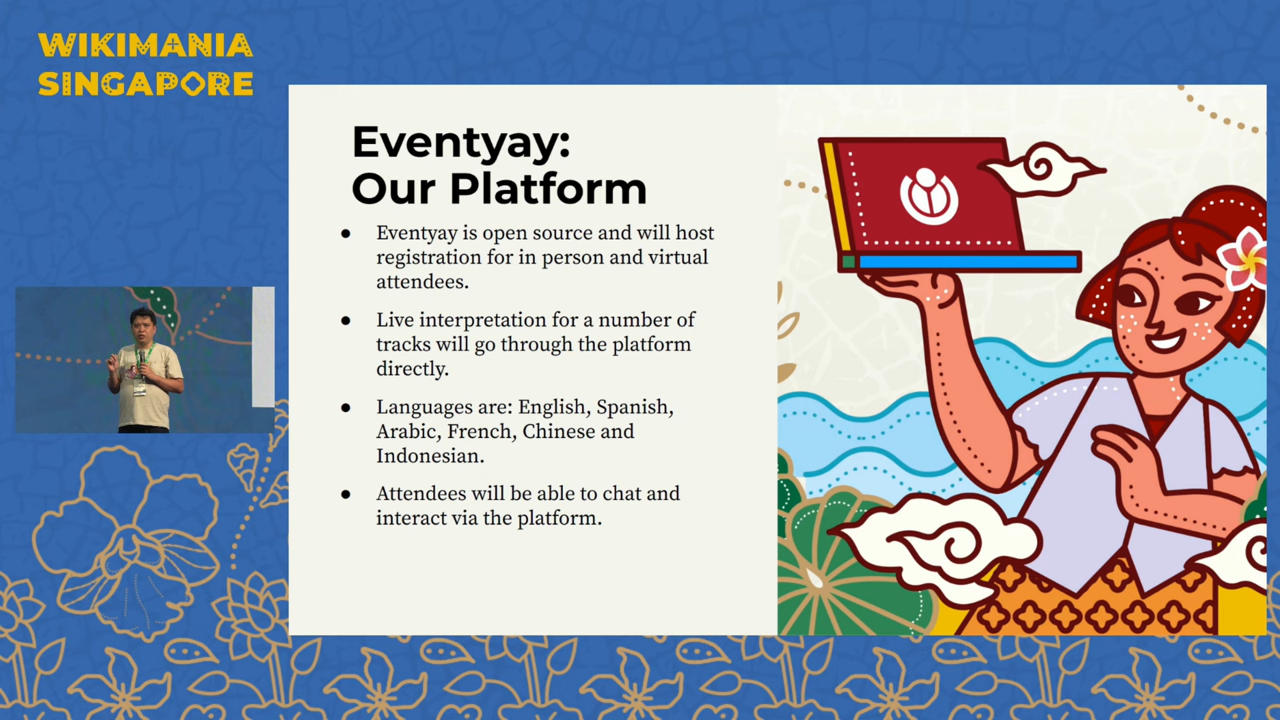 WIKIMANIA
SINGAPORE
Eventyay:
Our Platform
● Eventyay is open source and will host
registration for in person and virtual
attendees.
● Live interpretation for a number of
tracks will go through the platform
directly.
● Languages are: English, Spanish,
Arabic, French, Chinese and
Indonesian.
● Attendees will be able to chat and
interact via the platform.